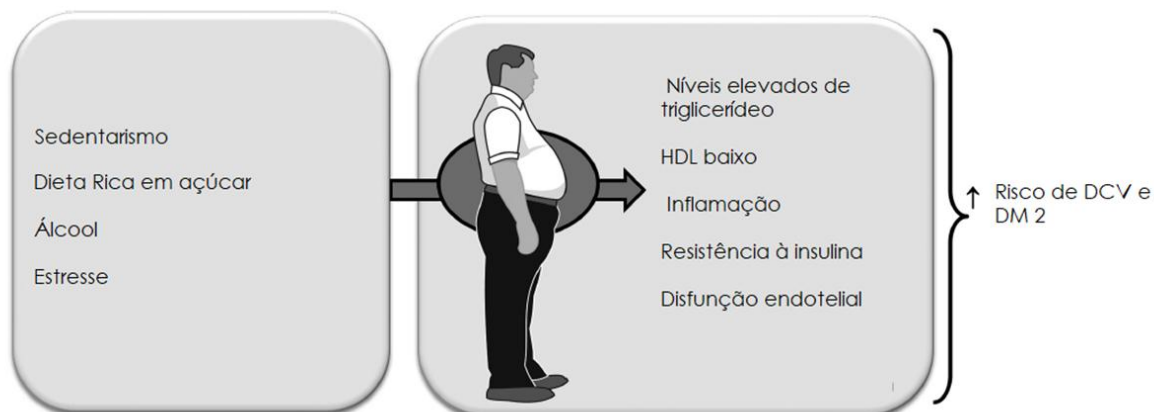 Sedentarismo
Dieta Rica em açúcar
Álcool
Estresse
Níveis elevados de
triglicerídeo
HDL baixo
Inflamação
Resistência à insulina
Disfunção endotelial
↑ Risco de DCV e
DM 2